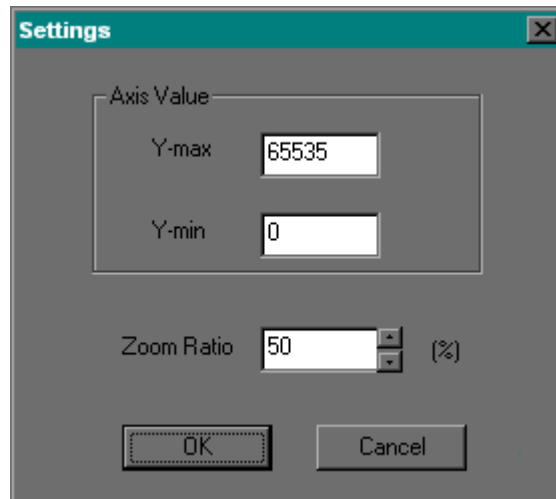 Settings
Axis Value
Y-max 65535
Y-min 0
Zoom Ratio 50 (%)
OK Cancel